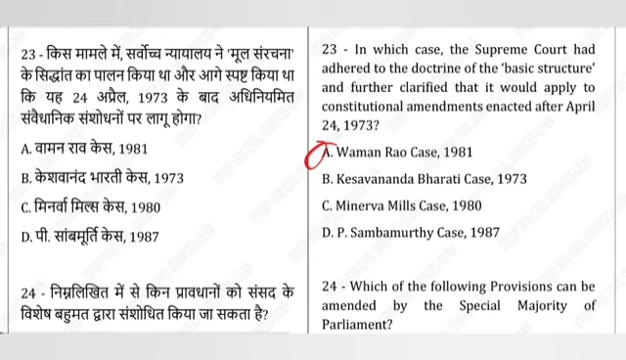 23 - किस मामले में, सर्वोच्च न्यायालय ने 'मूल संरचना'
के सिद्धांत का पालन किया था और आगे स्पष्ट किया था
कि यह 24 अप्रैल, 1973 के बाद अधिनियमित
संवैधानिक संशोधनों पर लागू होगा?
A. वामन राव केस, 1981
B. केशवानंद भारती केस, 1973
C. मिनर्वा मिल्स केस, 1980
D. पी. सांबमूर्ति केस, 1987
24 - निम्नलिखित में से किन प्रावधानों को संसद के
विशेष बहुमत द्वारा संशोधित किया जा सकता है?
23 - In which case, the Supreme Court had
adhered to the doctrine of the 'basic structure'
and further clarified that it would apply to
constitutional amendments enacted after April
24, 1973?
A. Waman Rao Case, 1981
B. Kesavananda Bharati Case, 1973
C. Minerva Mills Case, 1980
D. P. Sambamurthy Case, 1987
24 - Which of the following Provisions can be
amended by the Special Majority of
Parliament?